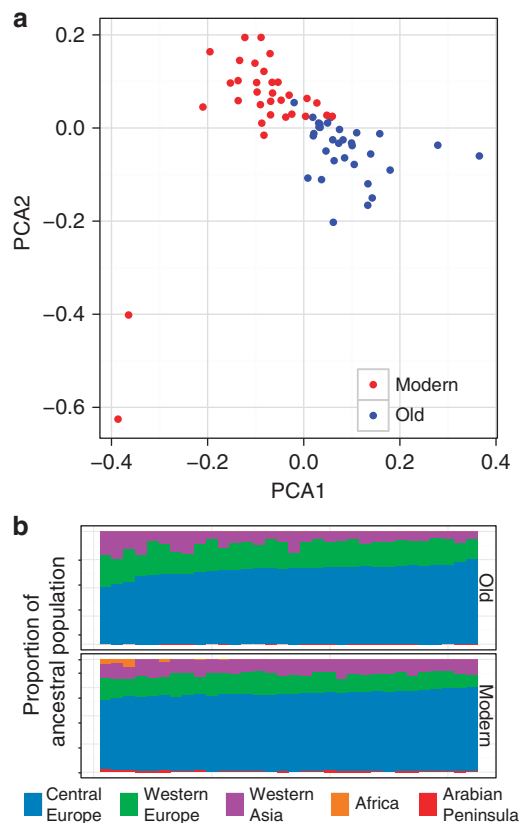 a
0.2
0.0
−0.2
−0.4
−0.6
PCA2
Modern
Old
−0.4
−0.2
0.0
0.2
0.4
PCA1
b
Proportion of
ancestral population
Old
Modern
Central
Europe
Western
Europe
Western
Asia
Africa
Arabian
Peninsula